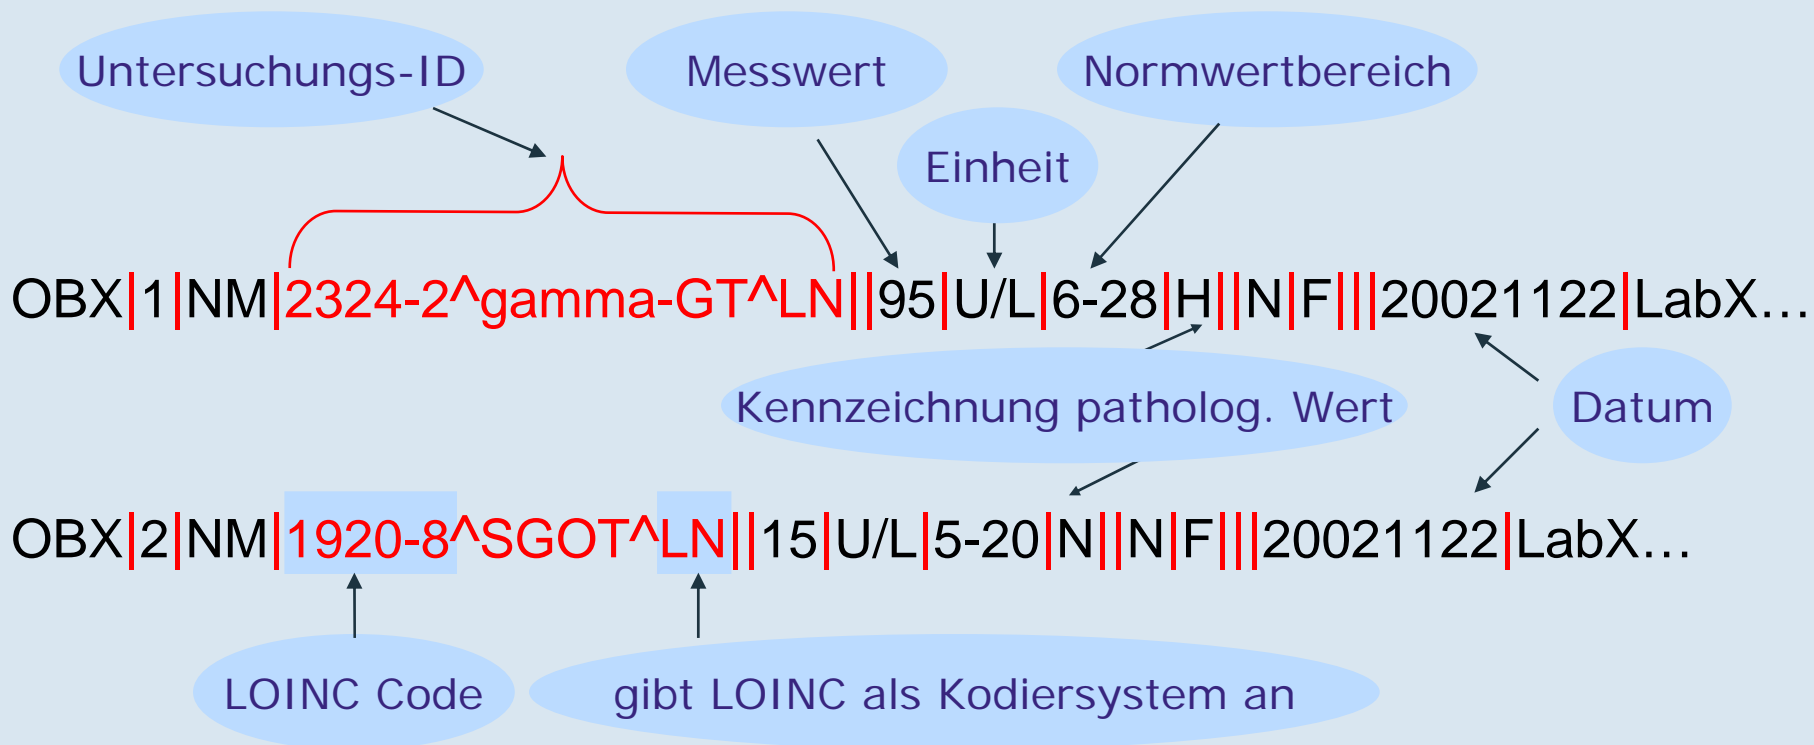 Untersuchungs-ID
Messwert
Normwertbereich
Einheit
OBX|1|NM|2324-2^gamma-GT^LN||95|U/L|6-28|H||N|F|||20021122|LabX…
Kennzeichnung patholog. Wert
Datum
OBX|2|NM|1920-8^SGOT^LN||15|U/L|5-20|N||N|F|||20021122|LabX…
LOINC Code
gibt LOINC als Kodiersystem an